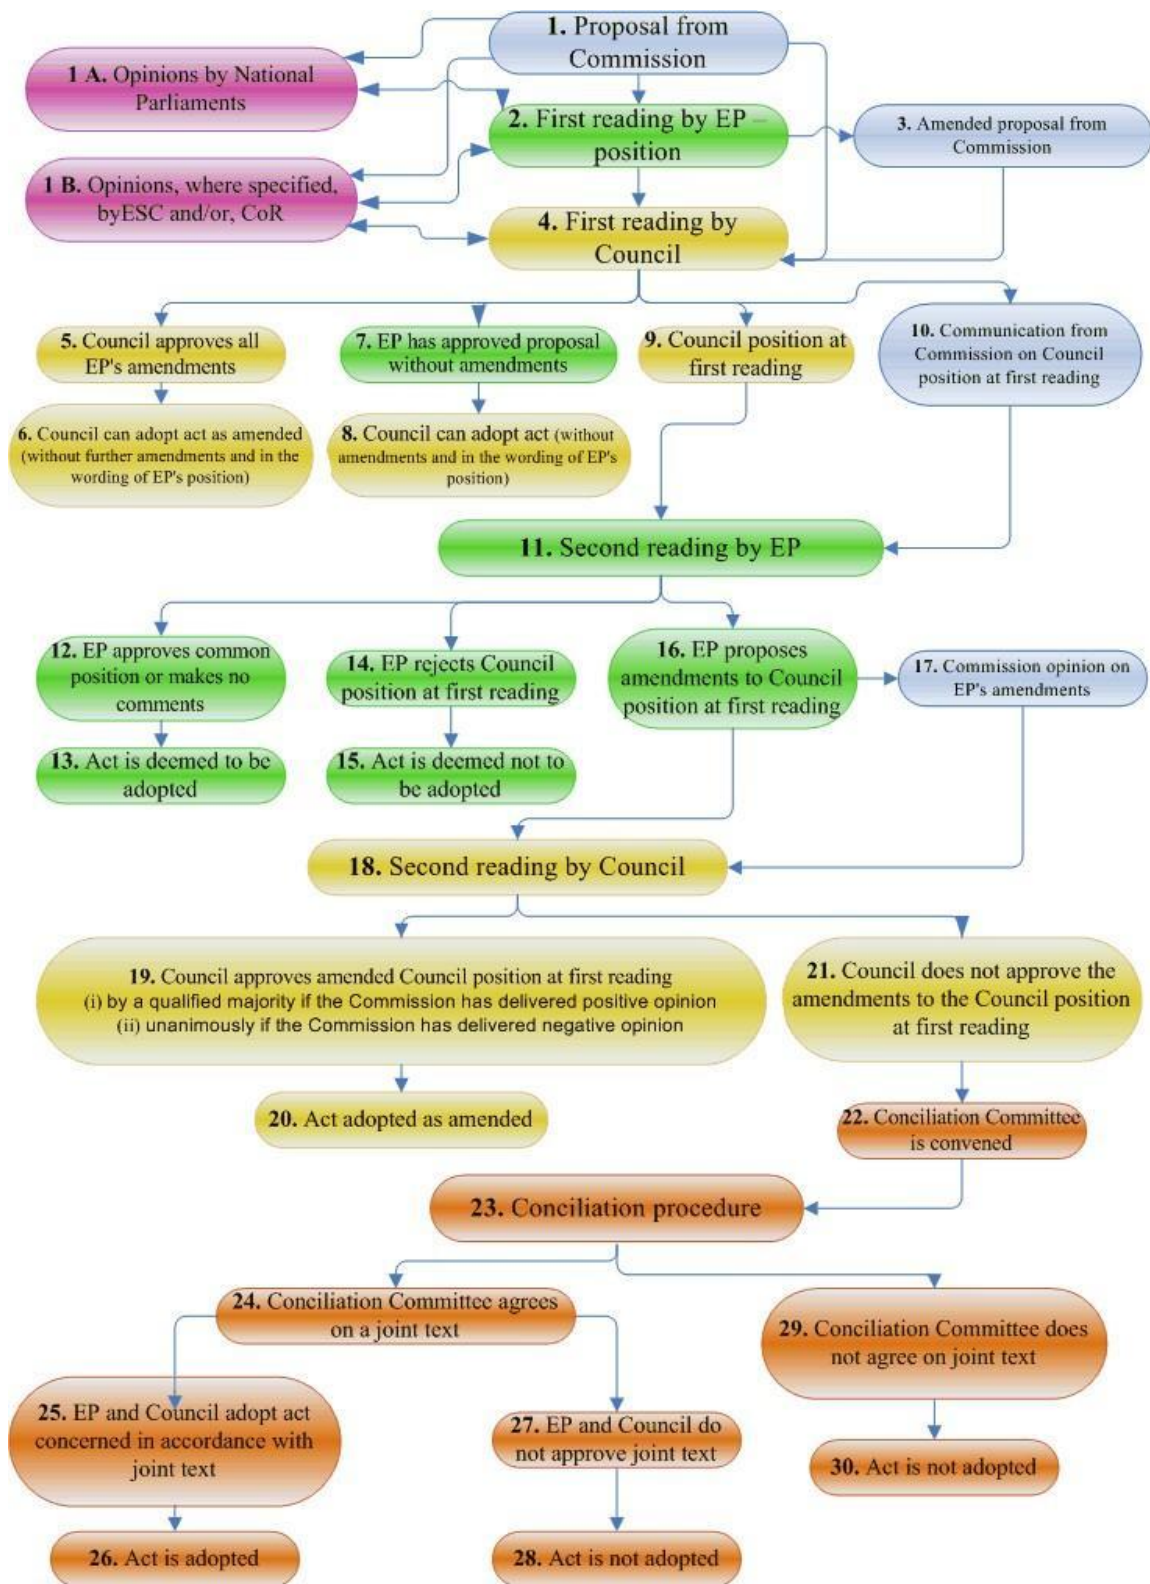 1. Proposal from
Commission
1 A. Opinions by National
Parliaments
2. First reading by EP –
position
3. Amended proposal from
Commission
1 B. Opinions, where specified,
byESC and/or, CoR
4. First reading by
Council
5. Council approves all
EP's amendments
7. EP has approved proposal
without amendments
9. Council position at
first reading
10. Communication from
Commission on Council
position at first reading
6. Council can adopt act as amended
(without further amendments and in the
wording of EP's position)
8. Council can adopt act (without
amendments and in the wording of EP's
position)
11. Second reading by EP
12. EP approves common
position or makes no
comments
14. EP rejects Council
position at first reading
16. EP proposes
amendments to Council
position at first reading
17. Commission opinion on
EP's amendments
13. Act is deemed to be
adopted
15. Act is deemed not to
be adopted
18. Second reading by Council
19. Council approves amended Council position at first reading
(i) by a qualified majority if the Commission has delivered positive opinion
(ii) unanimously if the Commission has delivered negative opinion
21. Council does not approve the
amendments to the Council position
at first reading
20. Act adopted as amended
22. Conciliation Committee
is convened
23. Conciliation procedure
24. Conciliation Committee agrees
on a joint text
29. Conciliation Committee does
not agree on joint text
25. EP and Council adopt act
concerned in accordance with
joint text
27. EP and Council do
not approve joint text
30. Act is not adopted
26. Act is adopted
28. Act is not adopted